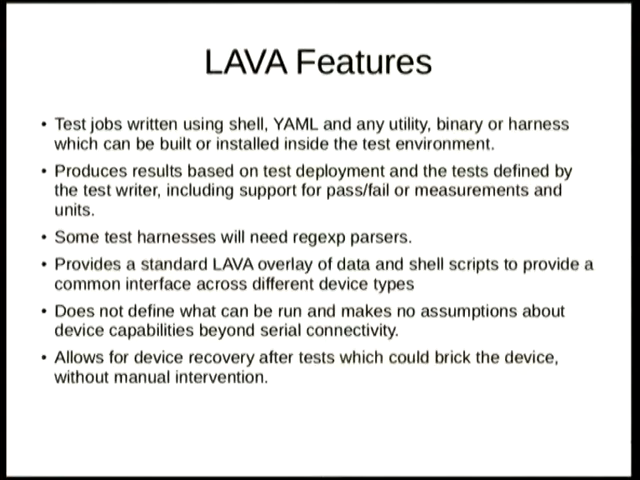 LAVA Features
• Test jobs written using shell, YAML and any utility, binary or harness
which can be built or installed inside the test environment.
• Produces results based on test deployment and the tests defined by
the test writer, including support for pass/fail or measurements and
units.
• Some test harnesses will need regexp parsers.
• Provides a standard LAVA overlay of data and shell scripts to provide a
common interface across different device types
• Does not define what can be run and makes no assumptions about
device capabilities beyond serial connectivity.
• Allows for device recovery after tests which could brick the device,
without manual intervention.